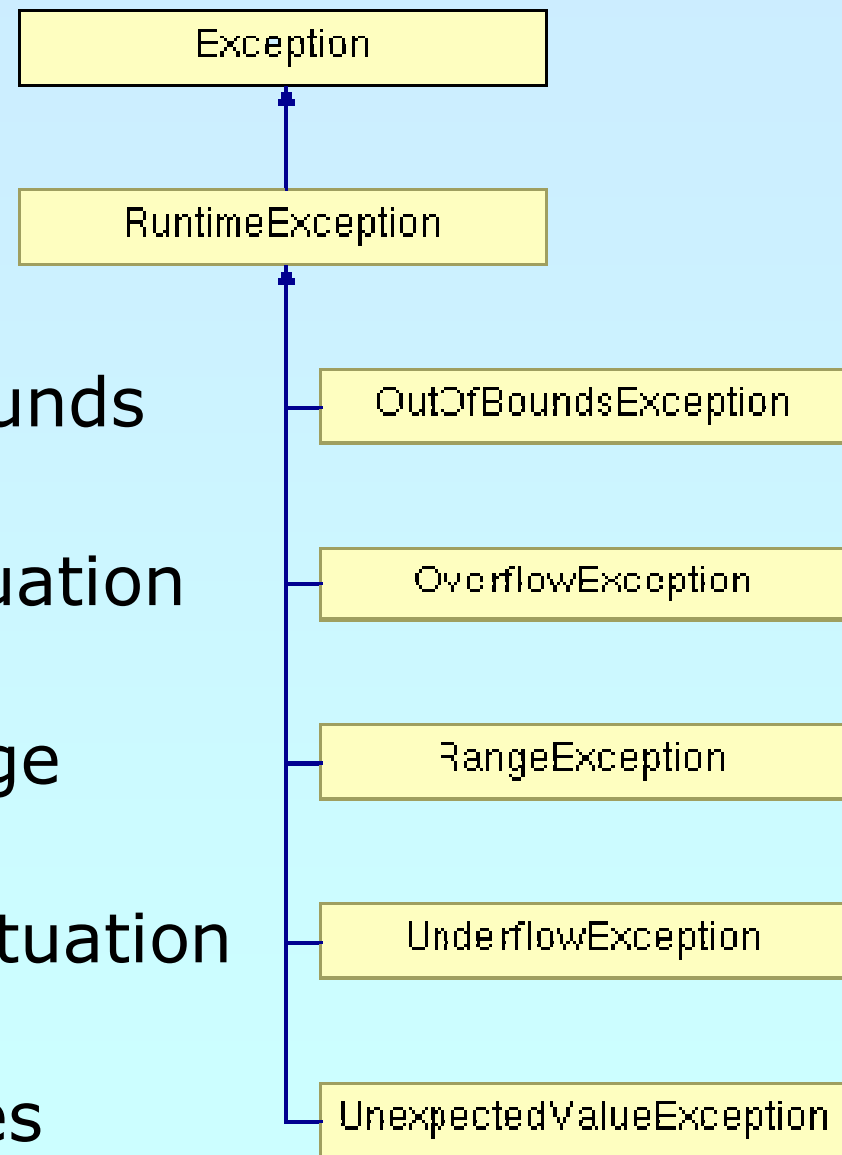 Exception
RuntimeException
unds OutOfBoundsException
uation OverflowException
ge RangeException
tuation UnderflowException
es UnexpectedValueException